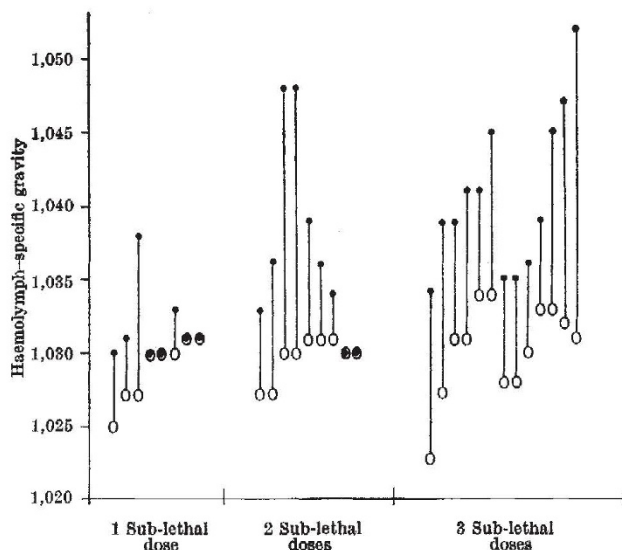 Haemolymph-specific gravity
1,050
1,045
1,040
1,035
1,030
1,025
1,020
1 Sub-lethal
dose
2 Sub-lethal
doses
3 Sub-lethal
doses